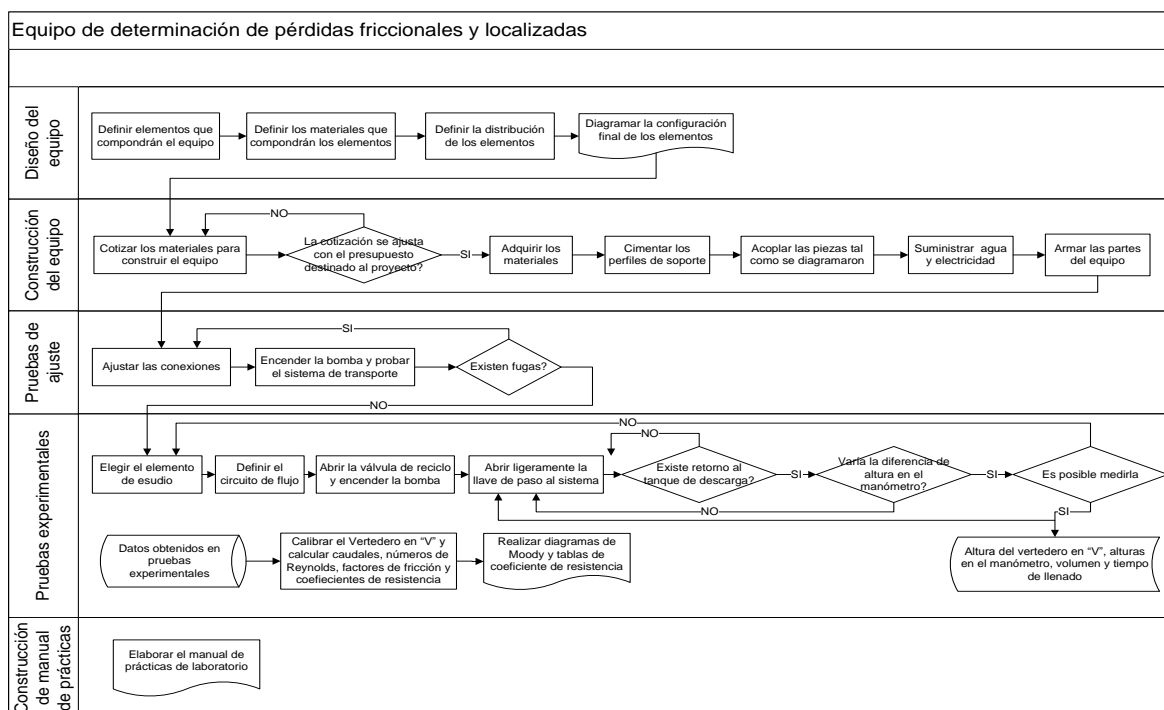 Equipo de determinación de pérdidas friccionales y localizadas
Diseño del
equipo
Definir elementos que
compondrán el equipo
Definir los materiales que
compondrán los elementos
Definir la distribución
de los elementos
Diagramar la configuración
final de los elementos
Construcción
del equipo
NO
Cotizar los materiales para
construir el equipo
La cotización se ajusta
con el presupuesto
destinado al proyecto?
SI
Adquirir los
materiales
Cimentar los
perfiles de soporte
Acoplar las piezas tal
como se diagramaron
Suministrar agua
y electricidad
Armar las partes
del equipo
Pruebas de
ajuste
SI
Ajustar las conexiones
Encender la bomba y probar
el sistema de transporte
Existen fugas?
NO
Pruebas experimentales
NO
NO
Elegir el elemento
de esudio
Definir el
circuito de flujo
Abrir la válvula de reciclo
y encender la bomba
Abrir ligeramente la
llave de paso al sistema
Existe retorno al
tanque de descarga?
SI
Varía la diferencia de
altura en el
manómetro?
SI
Es posible medirla
NO
SI
Datos obtenidos en
pruebas
experimentales
Calibrar el Vertedero en “V” y
calcular caudales, números de
Reynolds, factores de fricción y
coefiecientes de resistencia
Realizar diagramas de
Moody y tablas de
coeficiente de resistencia
Altura del vertedero en “V”, alturas
en el manómetro, volumen y tiempo
de llenado
Construcción
de manual
de prácticas
Elaborar el manual de
prácticas de laboratorio